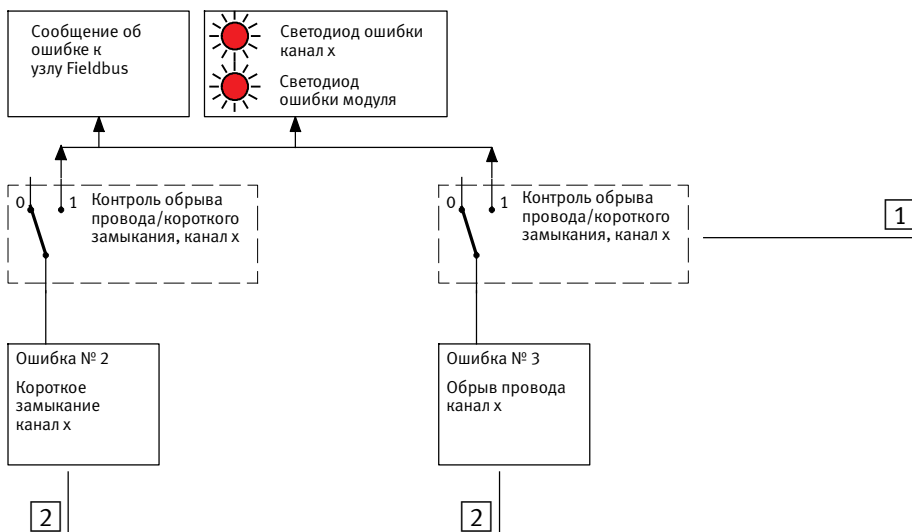 Сообщение об
ошибке к
узлу Fieldbus
Светодиод ошибки
канал x
Светодиод
ошибки модуля
0
1
Контроль обрыва
провода/короткого
замыкания, канал x
0
1
Контроль обрыва
провода/короткого
замыкания, канал x
1
Ошибка № 2
Короткое
замыкание
канал x
Ошибка № 3
Обрыв провода
канал x
2
2